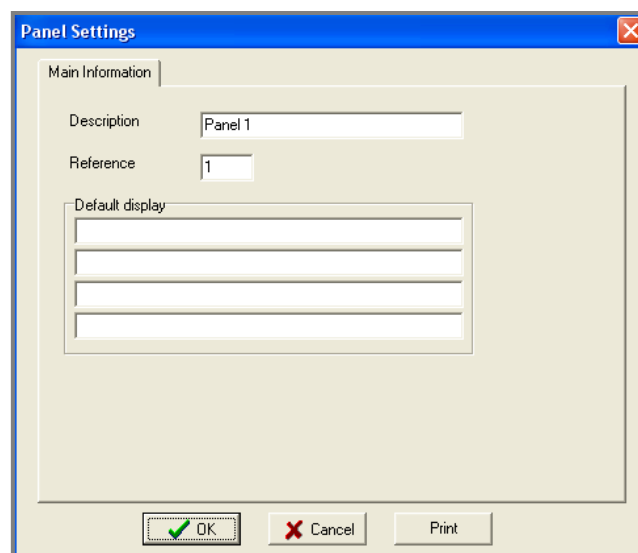 Panel Settings
Main Information
Description
Panel 1
Reference
1
Default display
OK
Cancel
Print